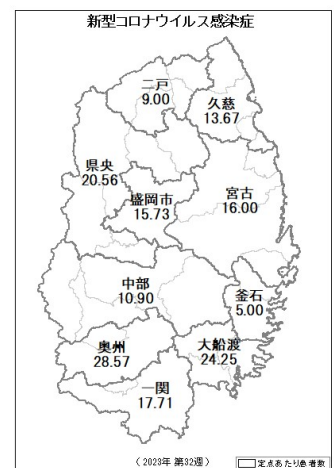 新型コロナウイルス感染症
二戸
9.00
久慈
13.67
県央
20.56
盛岡市
15.73
宮古
16.00
中部
10.90
釜石
5.00
奥州
28.57
大船渡
24.25
一関
17.71
(2023年 第32週)
定点あたり患者数